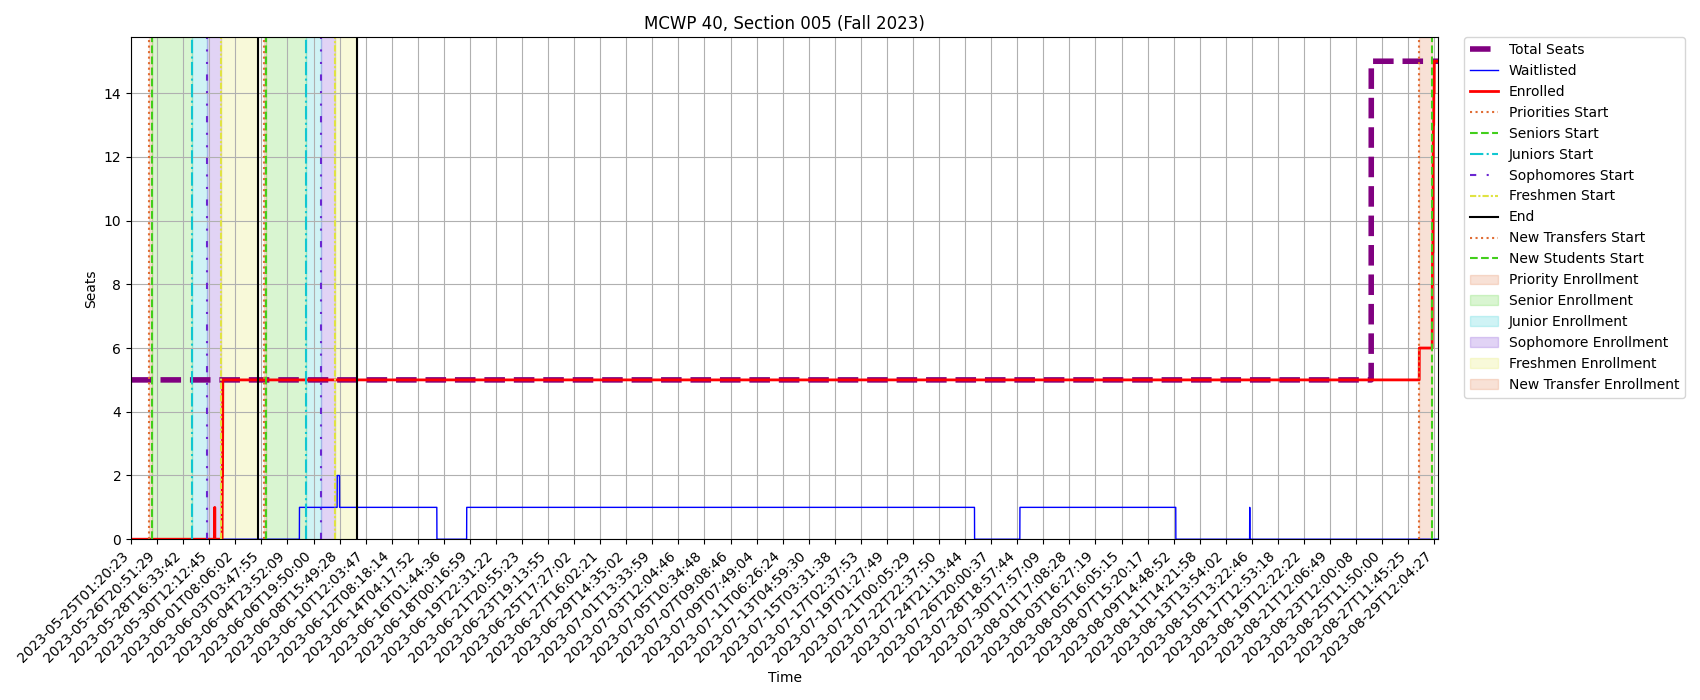 MCWP 40, Section 005 (Fall 2023)
Seats
14
12
10
8
6
4
2
0
2023-05-25T01:20:23
2023-05-26T20:51:29
2023-05-28T16:33:42
2023-05-30T12:12:45
2023-06-01T08:06:02
2023-06-03T03:47:55
2023-06-04T23:52:09
2023-06-06T19:50:00
2023-06-08T15:49:28
2023-06-10T12:03:47
2023-06-12T08:18:14
2023-06-14T04:17:52
2023-06-16T01:44:36
2023-06-18T00:16:59
2023-06-19T22:31:22
2023-06-21T20:55:23
2023-06-23T19:13:55
2023-06-25T17:27:02
2023-06-27T16:02:21
2023-06-29T14:35:02
2023-07-01T13:33:59
2023-07-03T12:04:46
2023-07-05T10:34:48
2023-07-07T09:08:46
2023-07-09T07:49:04
2023-07-11T06:26:24
2023-07-13T04:59:30
2023-07-15T03:31:38
2023-07-17T02:37:53
2023-07-19T01:27:49
2023-07-21T00:05:29
2023-07-22T22:37:50
2023-07-24T21:13:44
2023-07-26T20:00:37
2023-07-28T18:57:44
2023-07-30T17:57:09
2023-08-01T17:08:28
2023-08-03T16:27:19
2023-08-05T16:05:15
2023-08-07T15:20:17
2023-08-09T14:48:52
2023-08-11T14:21:58
2023-08-13T13:54:02
2023-08-15T13:22:46
2023-08-17T12:53:18
2023-08-19T12:22:22
2023-08-21T12:06:49
2023-08-23T12:00:08
2023-08-25T11:50:00
2023-08-27T11:45:25
2023-08-29T12:04:27
Time
Total Seats
Waitlisted
Enrolled
Priorities Start
Seniors Start
Juniors Start
Sophomores Start
Freshmen Start
End
New Transfers Start
New Students Start
Priority Enrollment
Senior Enrollment
Junior Enrollment
Sophomore Enrollment
Freshmen Enrollment
New Transfer Enrollment